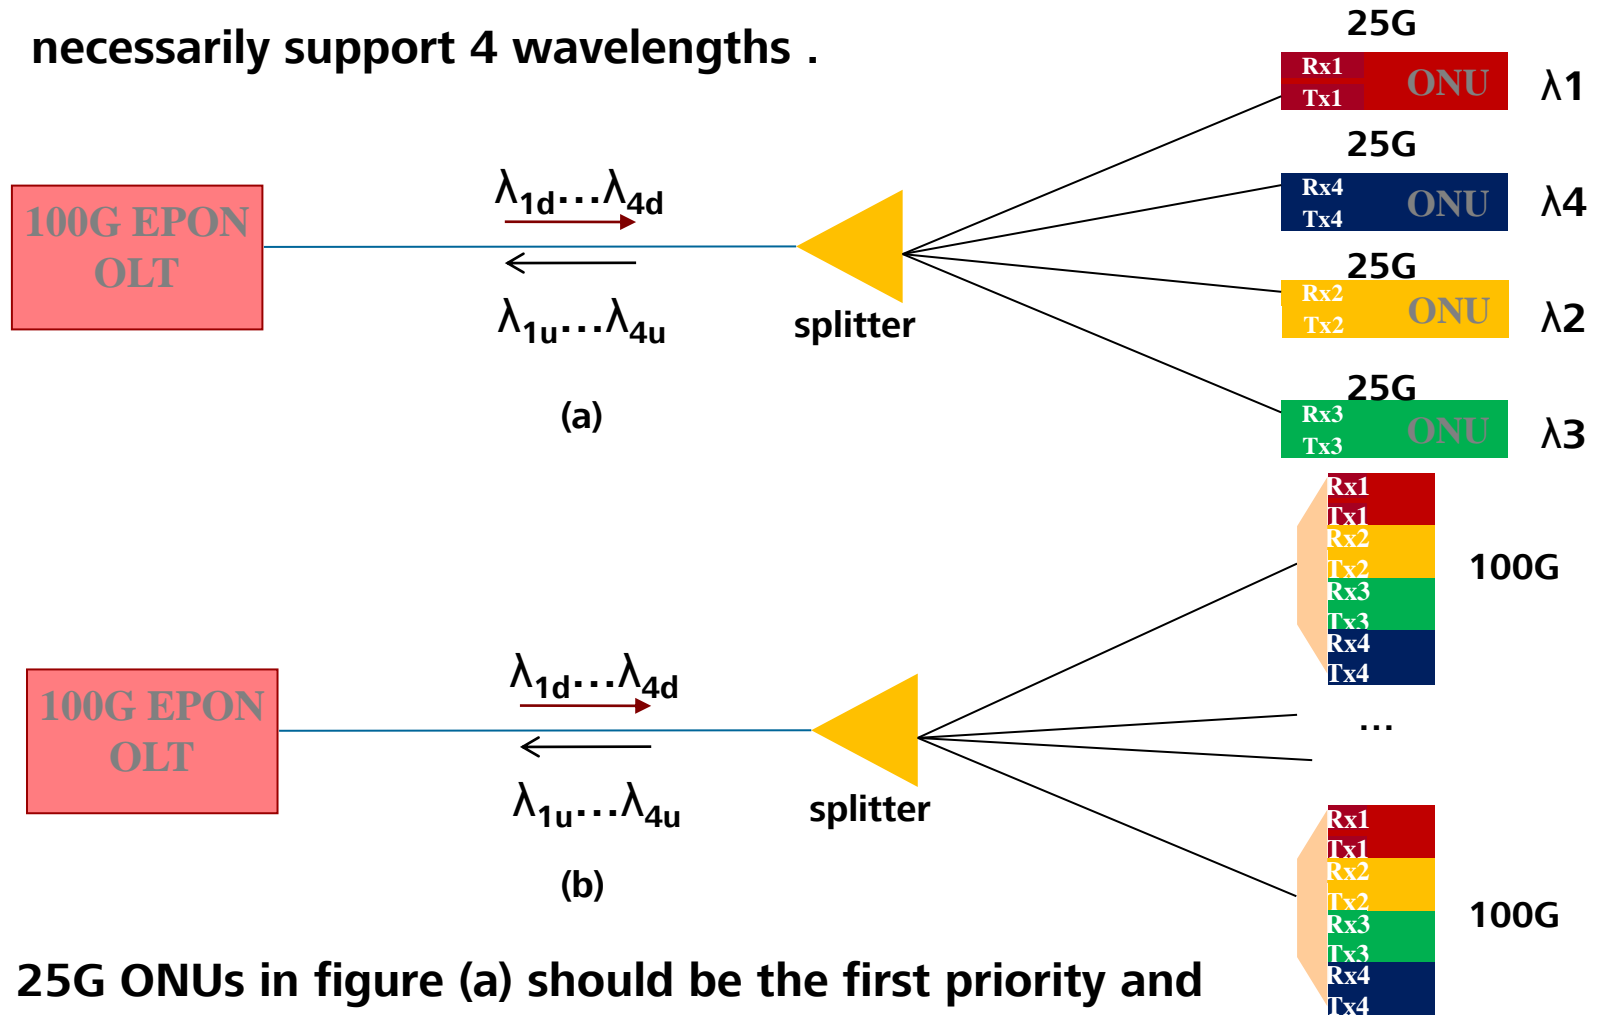 necessarily support 4 wavelengths .
25G
Rx1
Tx1
ONU
λ1
25G
Rx4
Tx4
ONU
λ4
25G
Rx2
Tx2
ONU
λ2
25G
Rx3
Tx3
ONU
λ3
100G EPON
OLT
λ1d...λ4d
λ1u...λ4u
splitter
(a)
Rx1
Tx1
Rx2
Tx2
Rx3
Tx3
Rx4
Tx4
100G
...
100G EPON
OLT
λ1d...λ4d
λ1u...λ4u
splitter
(b)
Rx1
Tx1
Rx2
Tx2
Rx3
Tx3
Rx4
Tx4
100G
25G ONUs in figure (a) should be the first priority and